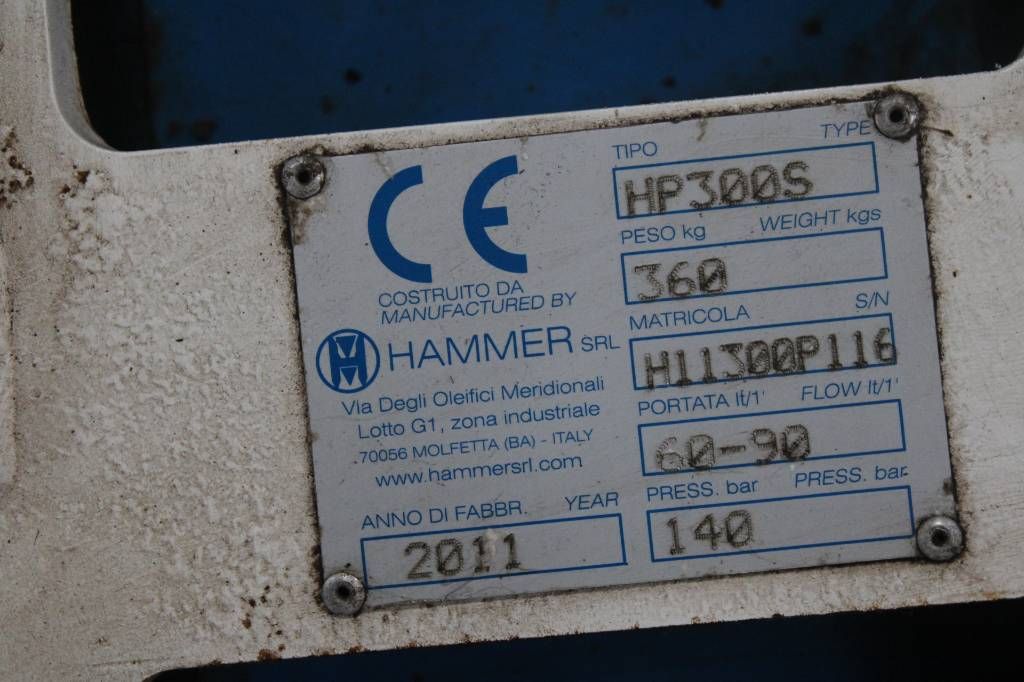 CE
COSTRUITO DA
MANUFACTURED BY
H HAMMER SRL
Via Degli Oleifici Meridionali
Lotto G1, zona industriale
70056 MOLFETTA (BA) - ITALY
www.hammersrl.com
ANNO DI FABBR. YEAR
2011
TIPO TYPE
HP300S
PESO kg WEIGHT kgs
360
MATRICOLA S/N
H11300P116
PORTATA lt/1' FLOW lt/1'
60-90
PRESS. bar PRESS. bar
140